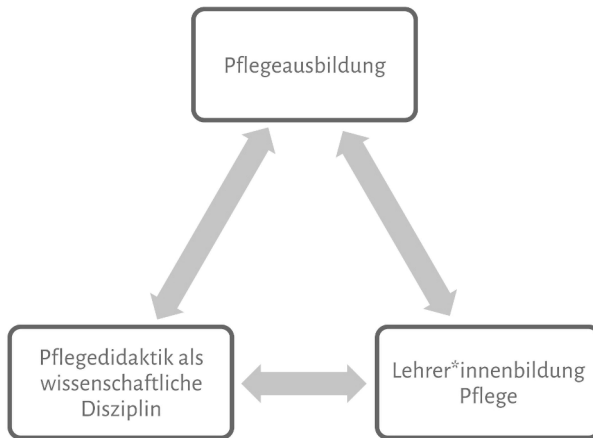 Pflegeausbildung
Pflegedidaktik als
wissenschaftliche
Disziplin
Lehrer*innenbildung
Pflege